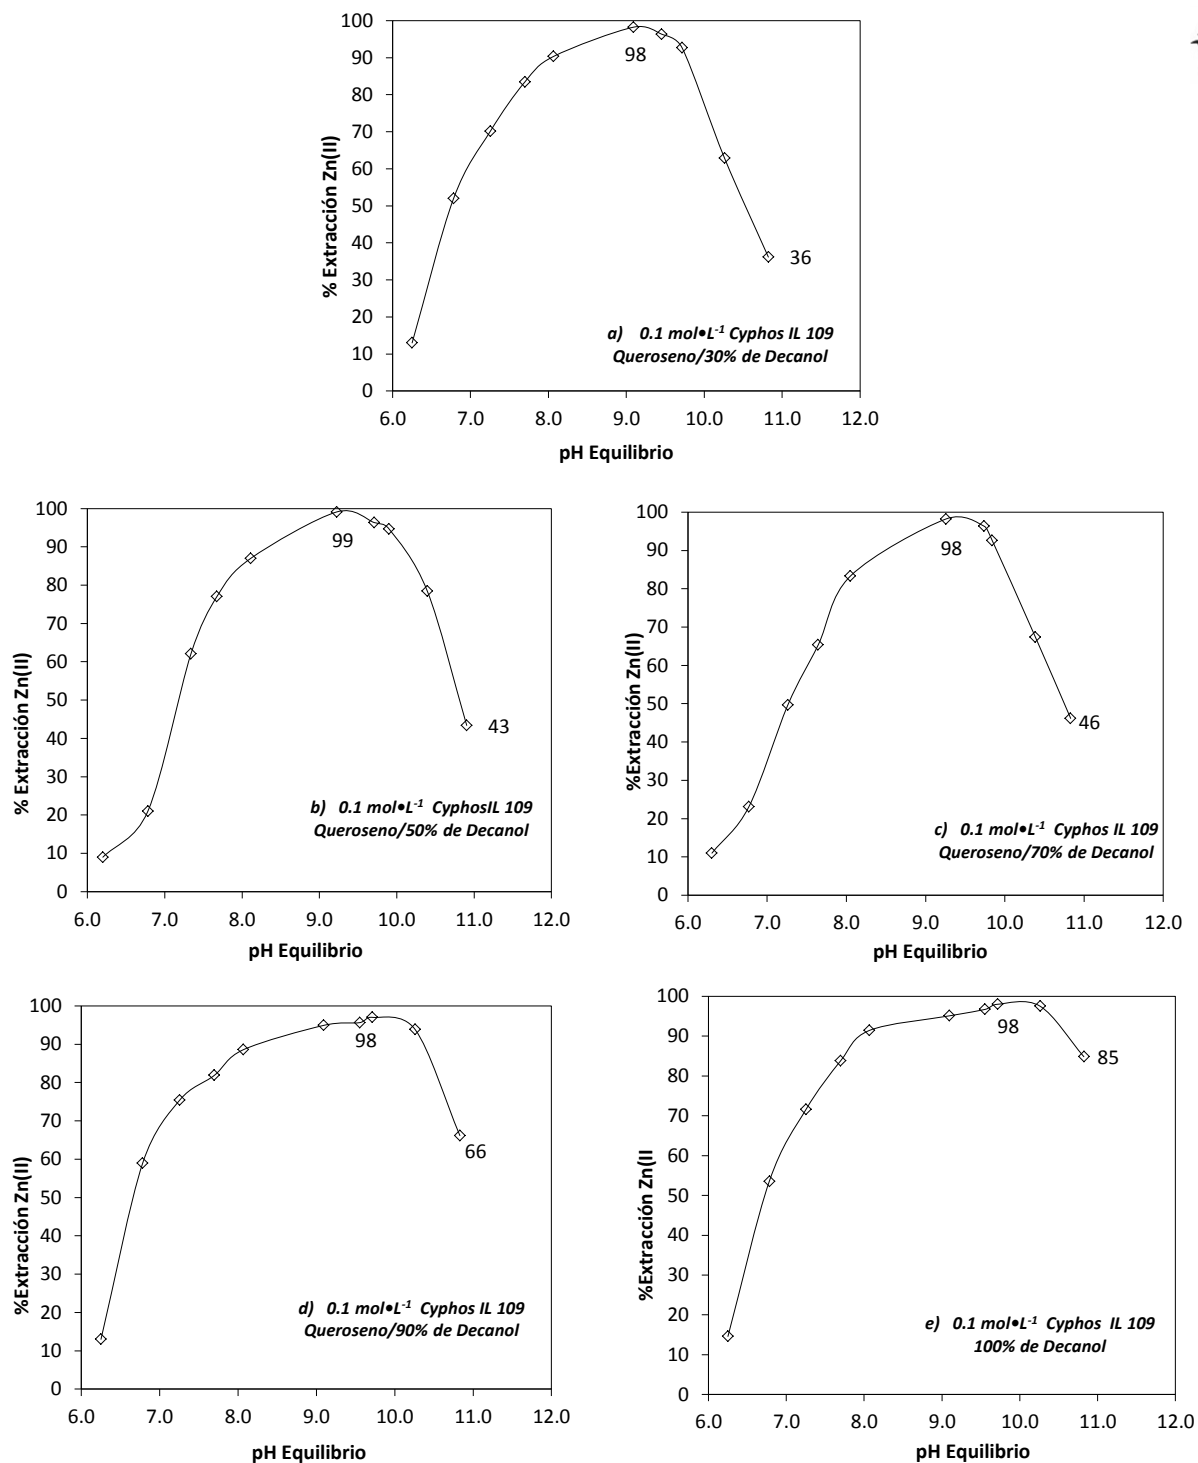 100
90
80
70
60
50
40
30
20
10
0
% Extracción Zn(II)
98
36
a) 0.1 mol•L-1 Cyphos IL 109
Queroseno/30% de Decanol
6.0 7.0 8.0 9.0 10.0 11.0 12.0
pH Equilibrio
100
90
80
70
60
50
40
30
20
10
0
% Extracción Zn(II)
99
43
b) 0.1 mol•L-1 CyphosIL 109
Queroseno/50% de Decanol
6.0 7.0 8.0 9.0 10.0 11.0 12.0
pH Equilibrio
100
90
80
70
60
50
40
30
20
10
0
%Extracción Zn(II)
98
46
c) 0.1 mol•L-1 Cyphos IL 109
Queroseno/70% de Decanol
6.0 7.0 8.0 9.0 10.0 11.0 12.0
pH Equilibrio
100
90
80
70
60
50
40
30
20
10
0
%Extracción Zn(II)
98
66
d) 0.1 mol•L-1 Cyphos IL 109
Queroseno/90% de Decanol
6.0 7.0 8.0 9.0 10.0 11.0 12.0
pH Equilibrio
100
90
80
70
60
50
40
30
20
10
0
%Extracción Zn(II
98
85
e) 0.1 mol•L-1 Cyphos IL 109
100% de Decanol
6.0 7.0 8.0 9.0 10.0 11.0 12.0
pH Equilibrio